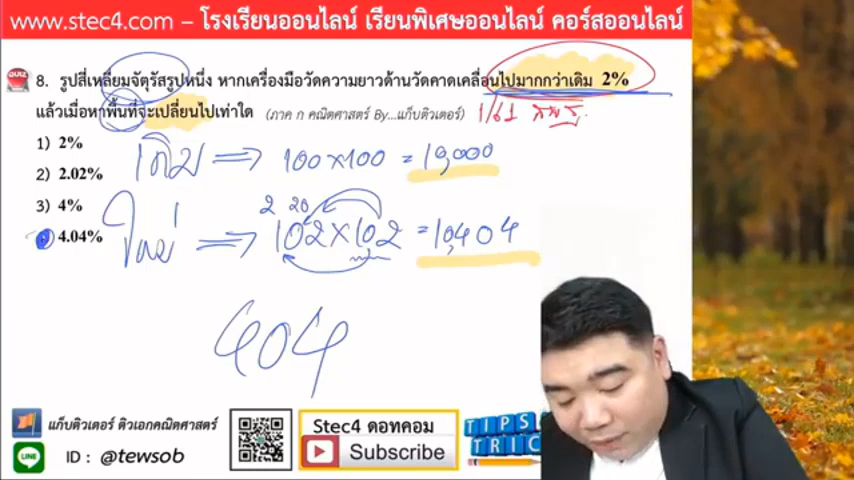 www.stec4.com – โรงเรียนออนไลน์ เรียนพิเศษออนไลน์ คอร์สออนไลน์
QUIZ
8. รูปสี่เหลี่ยมจัตุรัสรูปหนึ่ง หากเครื่องมือวัดความยาวด้านวัดคาดเคลื่อนไปมากกว่าเดิม 2%
แล้วเมื่อหาพื้นที่จะเปลี่ยนไปเท่าใด (ภาค ก คณิตศาสตร์ By...แก็บติวเตอร์)
1) 2%
2) 2.02%
3) 4%
4.04%
เดิม ⟹ 100×100 = 10,000
2 20
ใหม่ ⟹ 102×102 = 10,404
404
แก็บติวเตอร์ ติวเอกคณิตศาสตร์
LINE ID : @tewsob
Stec4 ดอทคอม
Subscribe
TIPS
TRIC